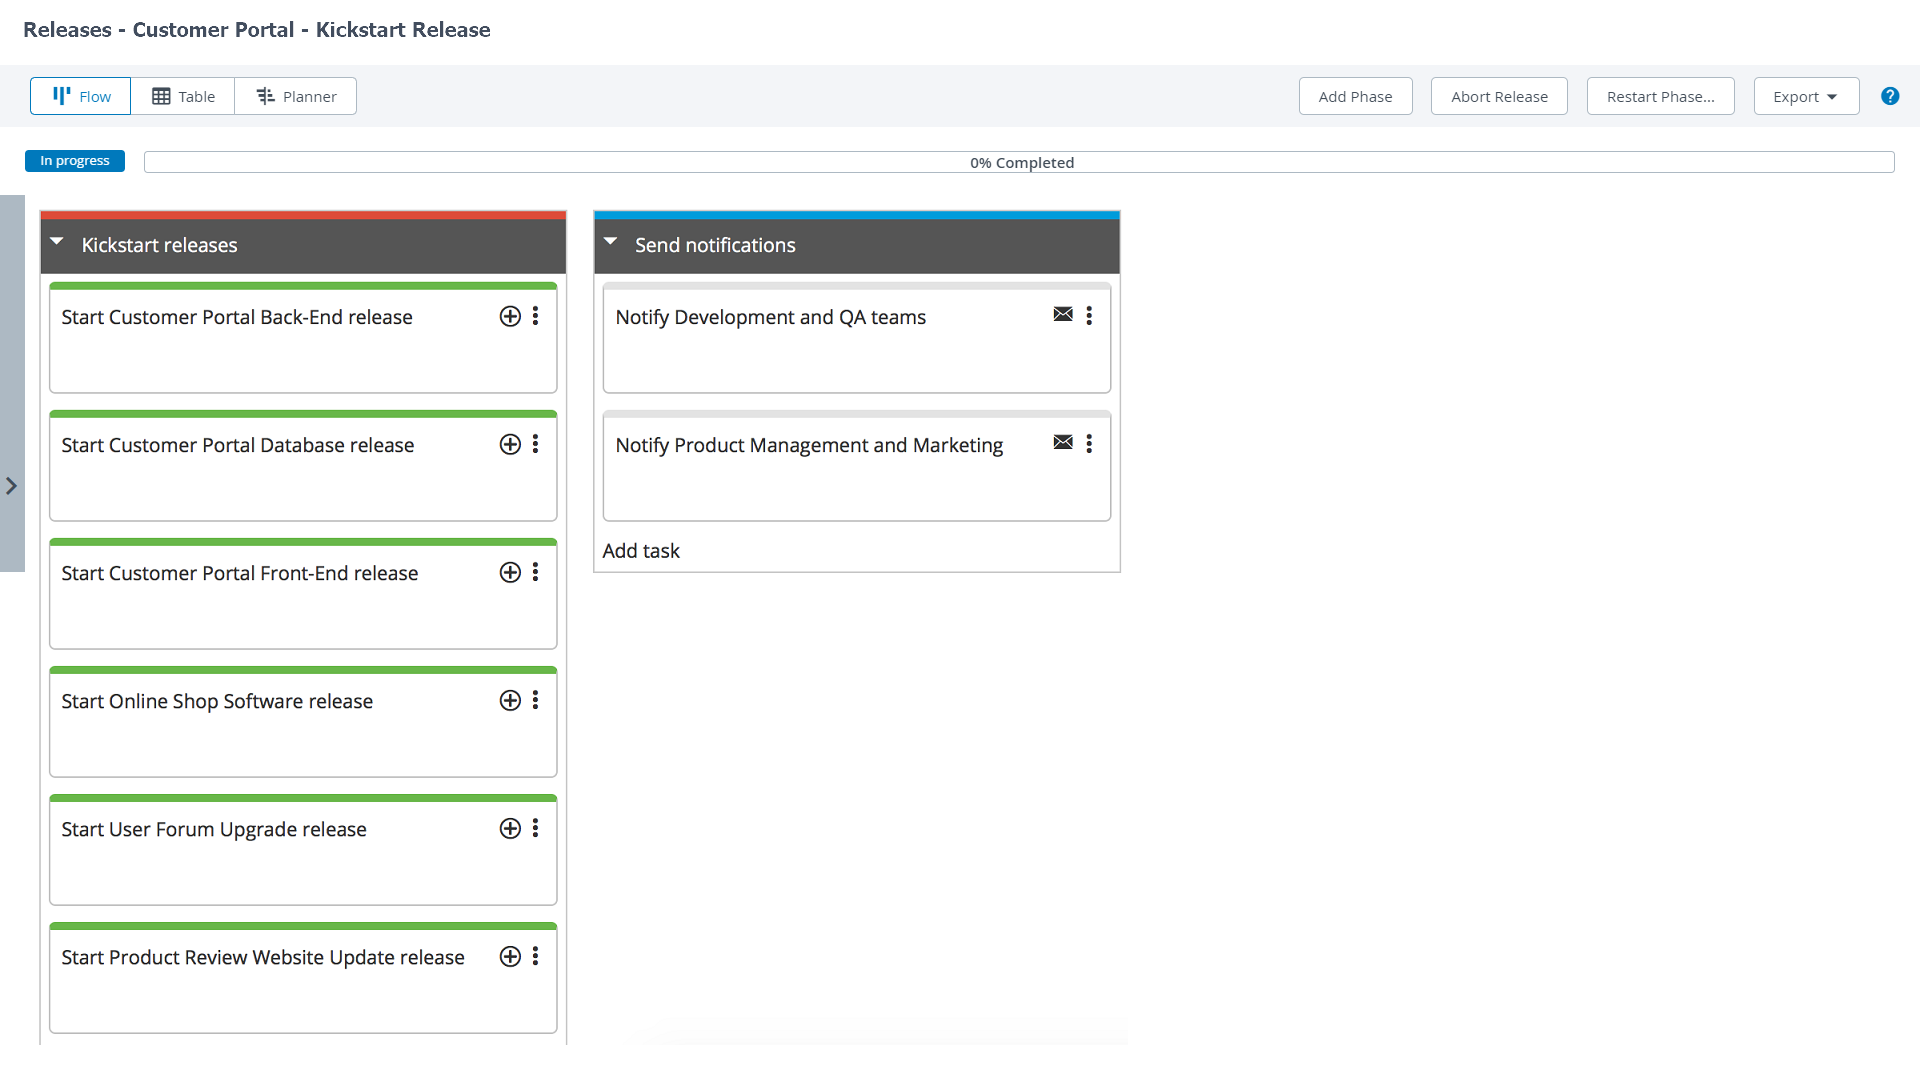 Releases - Customer Portal - Kickstart Release
Flow
Table
Planner
Add Phase
Abort Release
Restart Phase...
Export
?
In progress
0% Completed
Kickstart releases
Start Customer Portal Back-End release
Start Customer Portal Database release
Start Customer Portal Front-End release
Start Online Shop Software release
Start User Forum Upgrade release
Start Product Review Website Update release
Send notifications
Notify Development and QA teams
Notify Product Management and Marketing
Add task